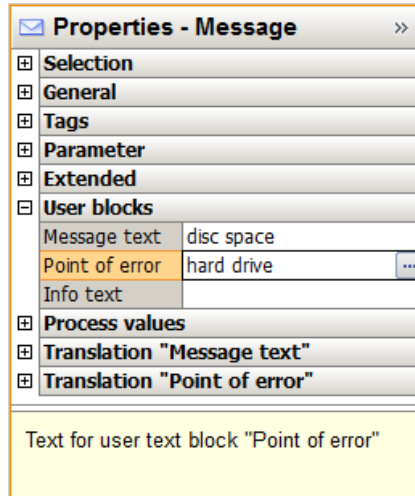 Properties - Message
Selection
General
Tags
Parameter
Extended
User blocks
Message text disc space
Point of error hard drive ...
Info text
Process values
Translation "Message text"
Translation "Point of error"
Text for user text block "Point of error"